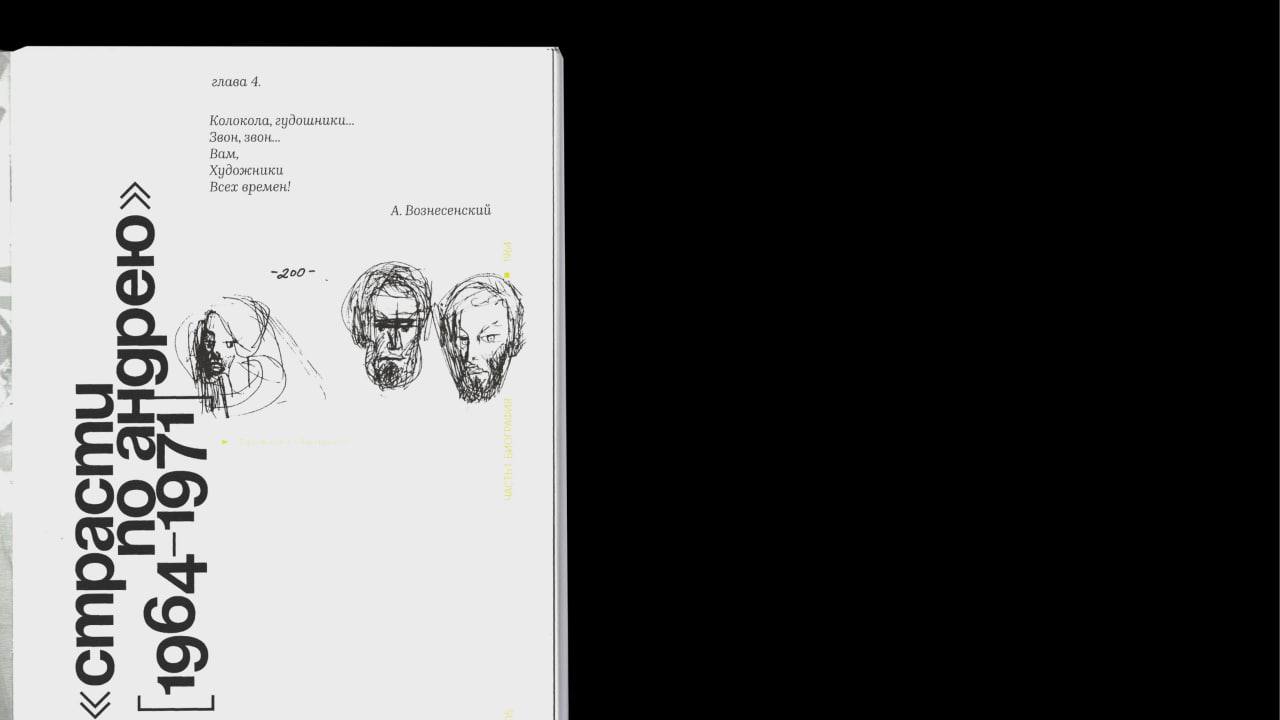 глава 4.
Колокола, гудошники...
Звон, звон...
Вам,
Художники
Всех времен!
А. Вознесенский
-200-
«страсти
по андрею»
[1964–1971]
1964
ЧАСТЬ I. БИОГРАФИЯ